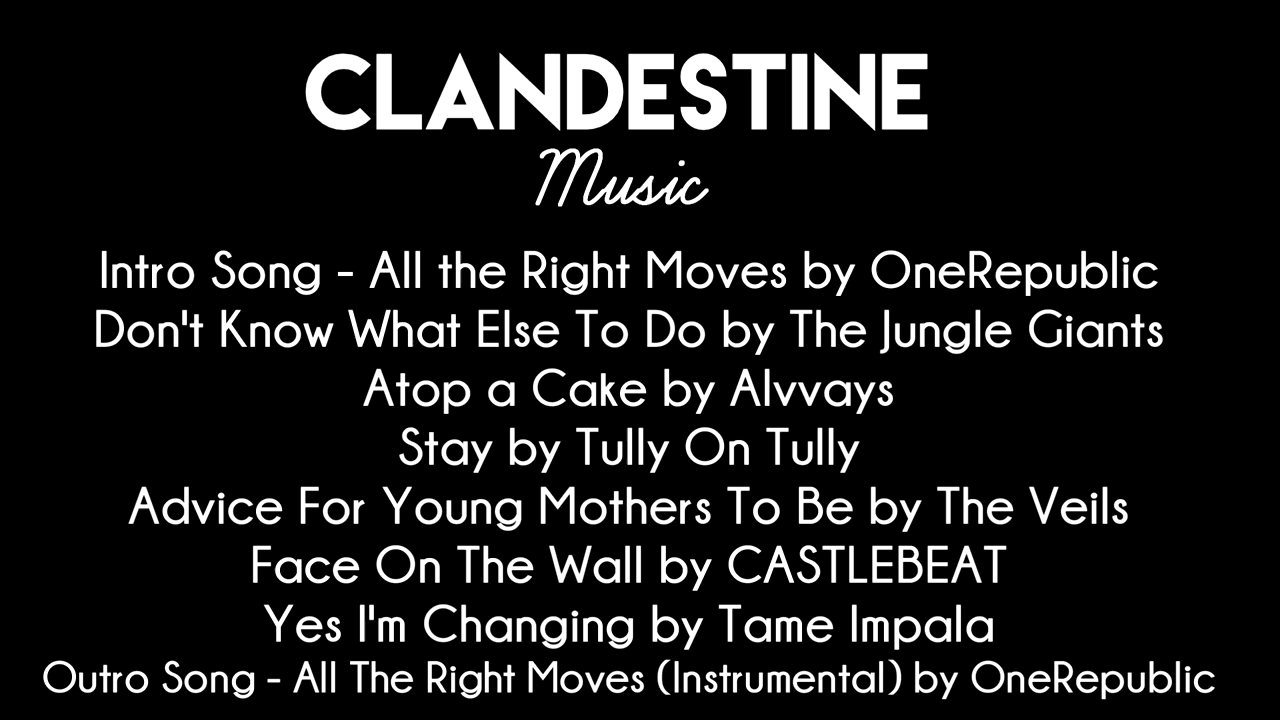 CLANDESTINE
Music
Intro Song - All the Right Moves by OneRepublic
Don't Know What Else To Do by The Jungle Giants
Atop a Cake by Alvvays
Stay by Tully On Tully
Advice For Young Mothers To Be by The Veils
Face On The Wall by CASTLEBEAT
Yes I'm Changing by Tame Impala
Outro Song - All The Right Moves (Instrumental) by OneRepublic